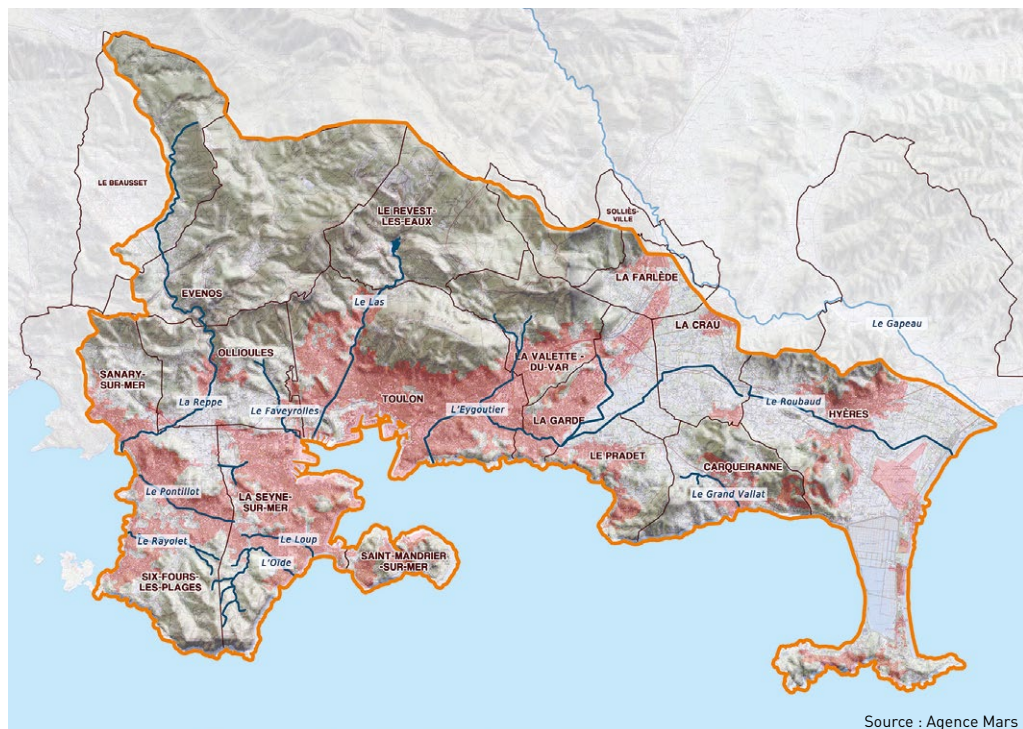 LE BEAUSSET
LE REVEST-
LES-EAUX
SOLLIÈS-
VILLE
LA FARLÈDE
EVENOS
Le Las
LA CRAU
Le Gapeau
OLLIOULES
LA VALETTE -
DU-VAR
SANARY-
SUR-MER
La Reppe
Le Faveyrolles
TOULON
L'Eygoutier
LA GARDE
Le Roubaud
HYÈRES
LE PRADET
CARQUEIRANNE
Le Grand Vallat
Le Pontillot
LA SEYNE-
SUR-MER
Le Rayolet
Le Loup
L'Oïde
SAINT-MANDRIER
-SUR-MER
SIX-FOURS-
LES-PLAGES
Source : Agence Mars